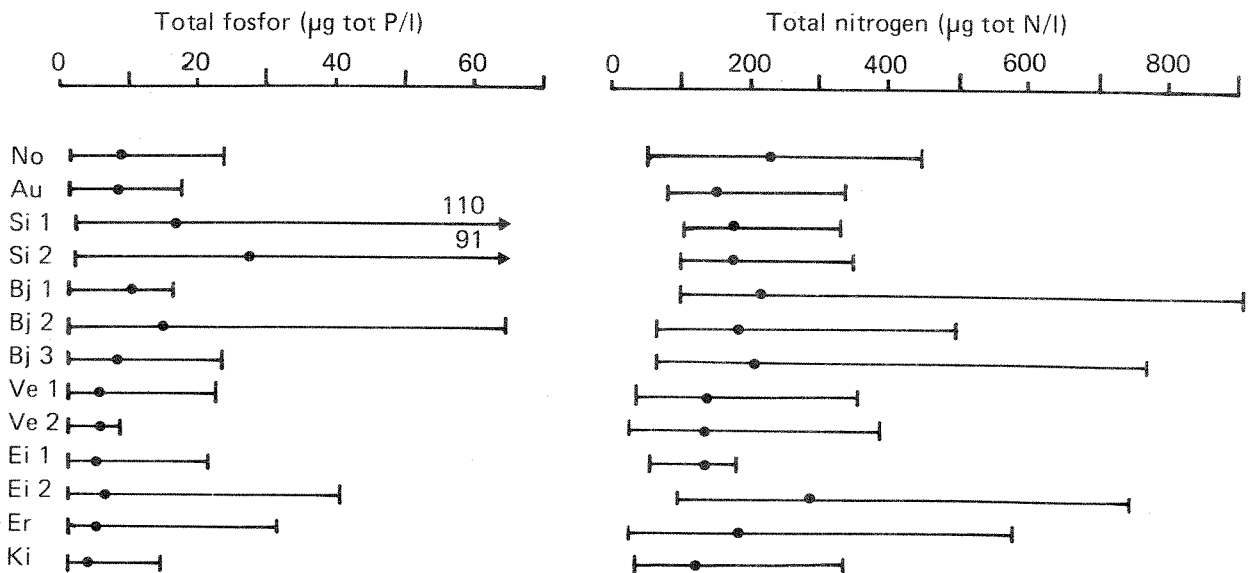 Total fosfor (µg tot P/l)
Total nitrogen (µg tot N/l)
0 20 40 60
0 200 400 600 800
No
Au
Si 1 110
Si 2 91
Bj 1
Bj 2
Bj 3
Ve 1
Ve 2
Ei 1
Ei 2
Er
Ki